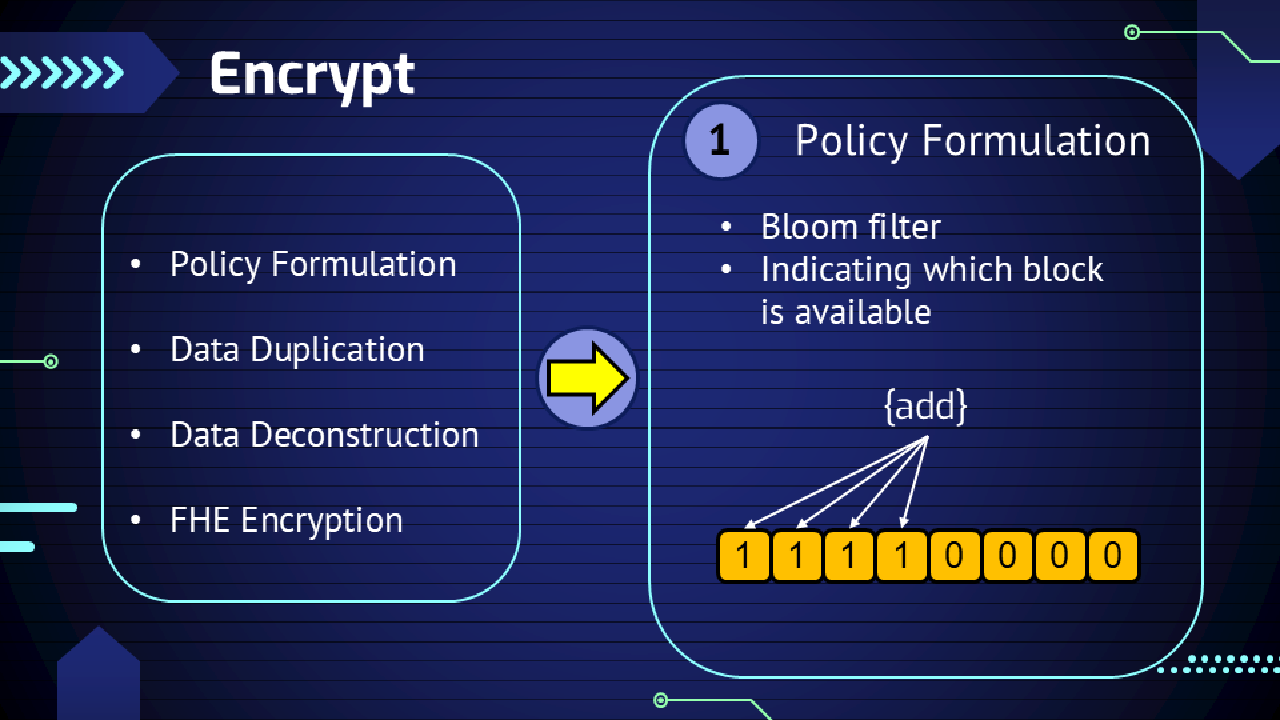 Encrypt
• Policy Formulation
• Data Duplication
• Data Deconstruction
• FHE Encryption
1 Policy Formulation
• Bloom filter
• Indicating which block
is available
{add}
1 1 1 1 0 0 0 0